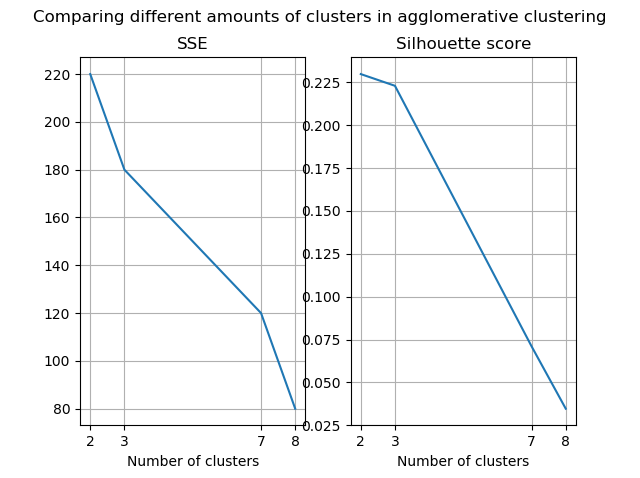 Comparing different amounts of clusters in agglomerative clustering
SSE
Silhouette score
220
200
180
160
140
120
100
80
2 3 7 8
Number of clusters
0.225
0.200
0.175
0.150
0.125
0.100
0.075
0.050
0.025
2 3 7 8
Number of clusters